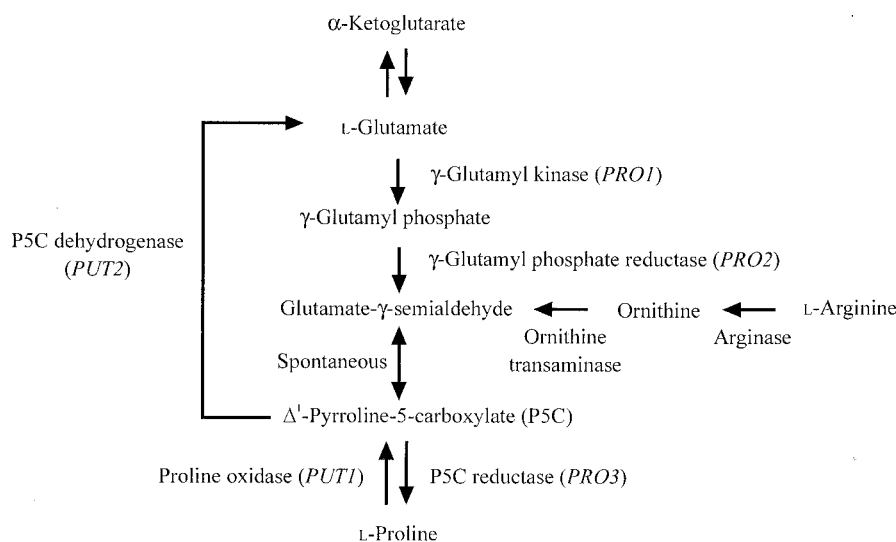 α-Ketoglutarate
L-Glutamate
γ-Glutamyl kinase (PRO1)
γ-Glutamyl phosphate
P5C dehydrogenase
(PUT2)
γ-Glutamyl phosphate reductase (PRO2)
Glutamate-γ-semialdehyde
Ornithine
L-Arginine
Ornithine
transaminase
Arginase
Spontaneous
Δ¹-Pyrroline-5-carboxylate (P5C)
Proline oxidase (PUT1)
P5C reductase (PRO3)
L-Proline